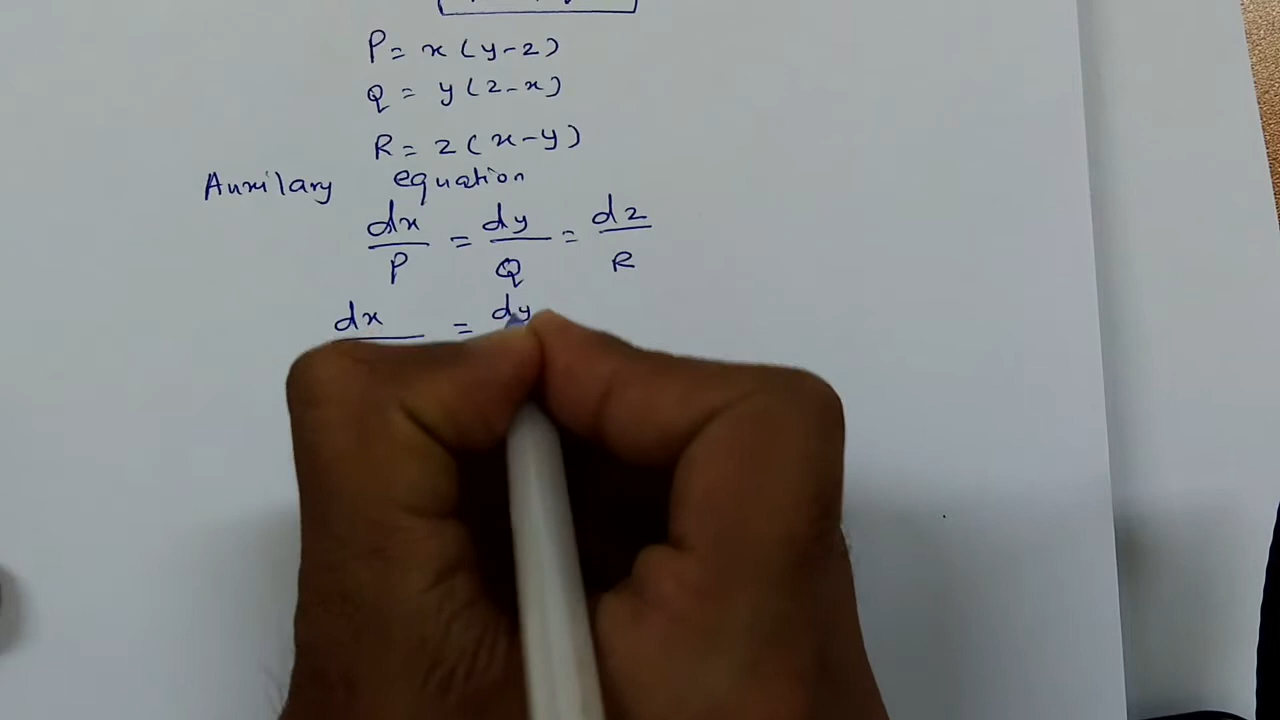 P = x (y-z)
Q = y (z-x)
R = z (x-y)
Auxilary equation
dx/P = dy/Q = dz/R
dx = dy